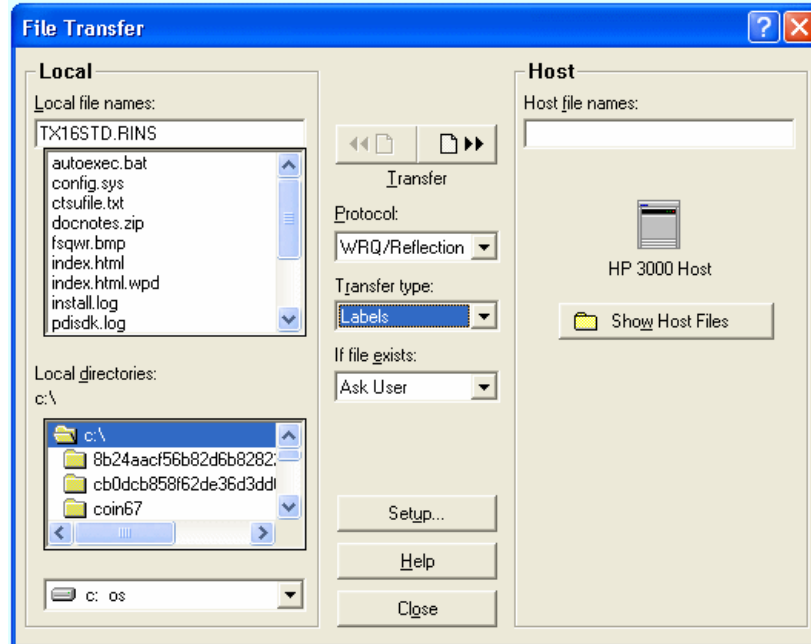 File Transfer
Local
Local file names:
TX16STD.RINS
autoexec.bat
config.sys
ctsufile.txt
docnotes.zip
fsqwr.bmp
index.html
index.html.wpd
install.log
pdisdk.log
Local directories:
c:\
c:\
8b24aacf56b82d6b8282
cb0dcb858f62de36d3dd
coin67
c: os
Transfer
Protocol:
WRQ/Reflection
Transfer type:
Labels
If file exists:
Ask User
Setup...
Help
Close
Host
Host file names:
HP 3000 Host
Show Host Files